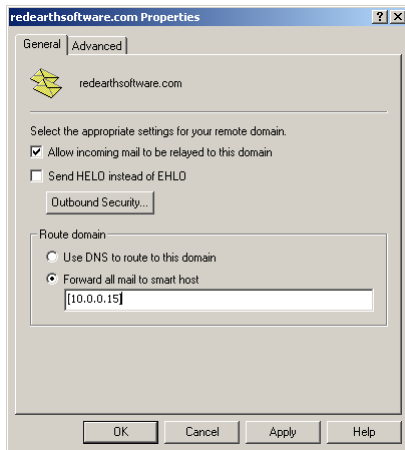 redearthsoftware.com Properties
General Advanced
redearthsoftware.com
Select the appropriate settings for your remote domain.
Allow incoming mail to be relayed to this domain
Send HELO instead of EHLO
Outbound Security...
Route domain
Use DNS to route to this domain
Forward all mail to smart host
[10.0.0.15]
OK Cancel Apply Help